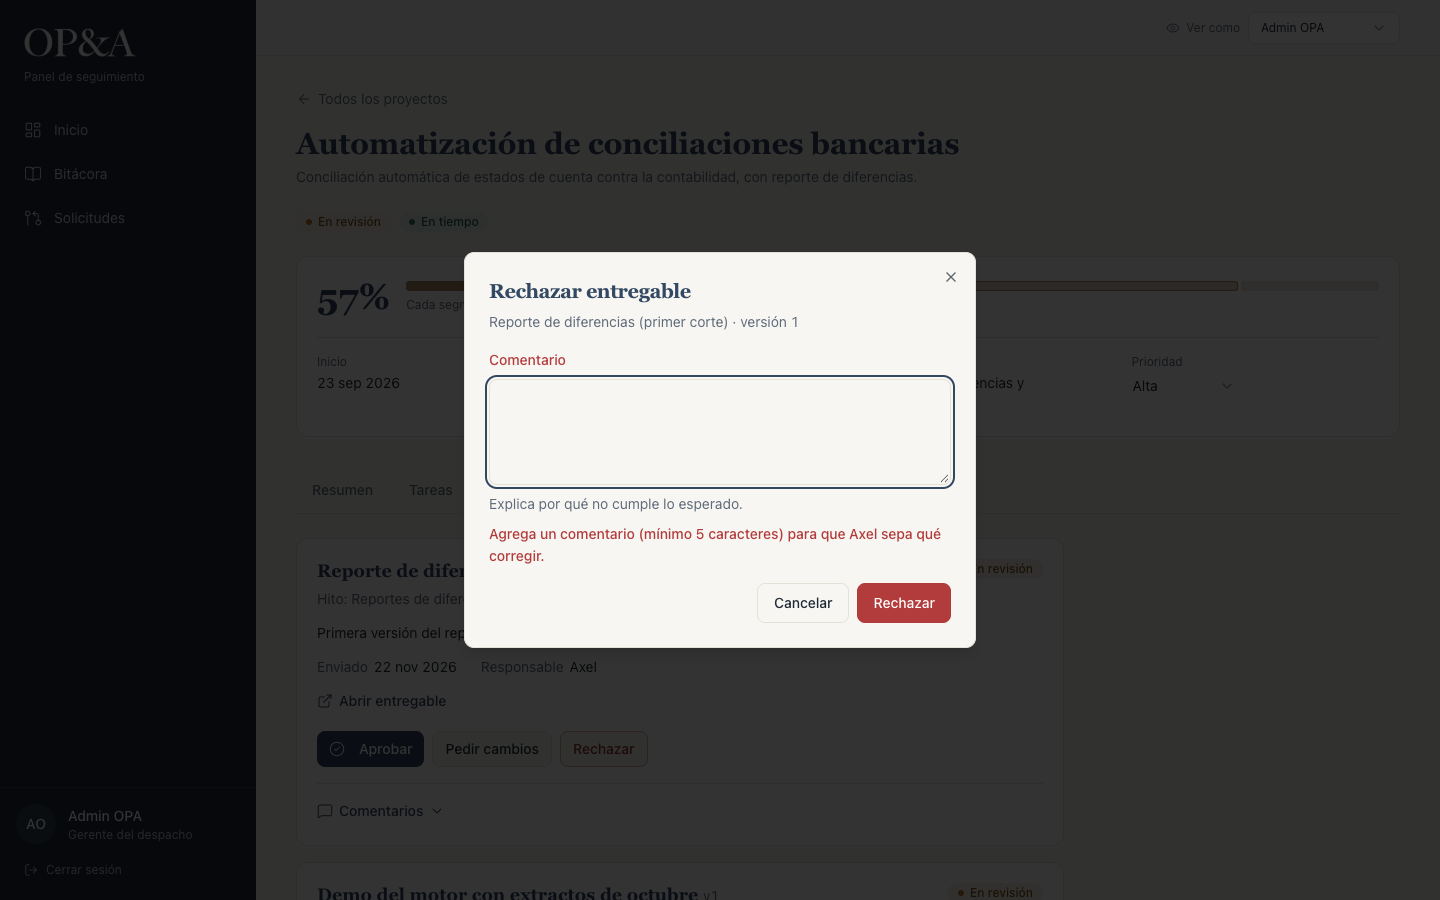 OP&A
Panel de seguimiento
Inicio
Bitácora
Solicitudes
AO
Admin OPA
Gerente del despacho
Cerrar sesión
Ver como
Admin OPA
Todos los proyectos
Automatización de conciliaciones bancarias
Conciliación automática de estados de cuenta contra la contabilidad, con reporte de diferencias.
En revisión
En tiempo
57%
Cada
Inicio
23 sep 2026
Prioridad
Alta
Resumen
Tareas
Rechazar entregable
Reporte de diferencias (primer corte) · versión 1
Comentario
Explica por qué no cumple lo esperado.
Agrega un comentario (mínimo 5 caracteres) para que Axel sepa qué
corregir.
Cancelar
Rechazar
Reporte de
revisión
Hito: Reportes de
Primera versión del
Enviado 22 nov 2026
Responsable Axel
Abrir entregable
Aprobar
Pedir cambios
Rechazar
Comentarios
Demo del motor con extractos de octubre v1
En revisión